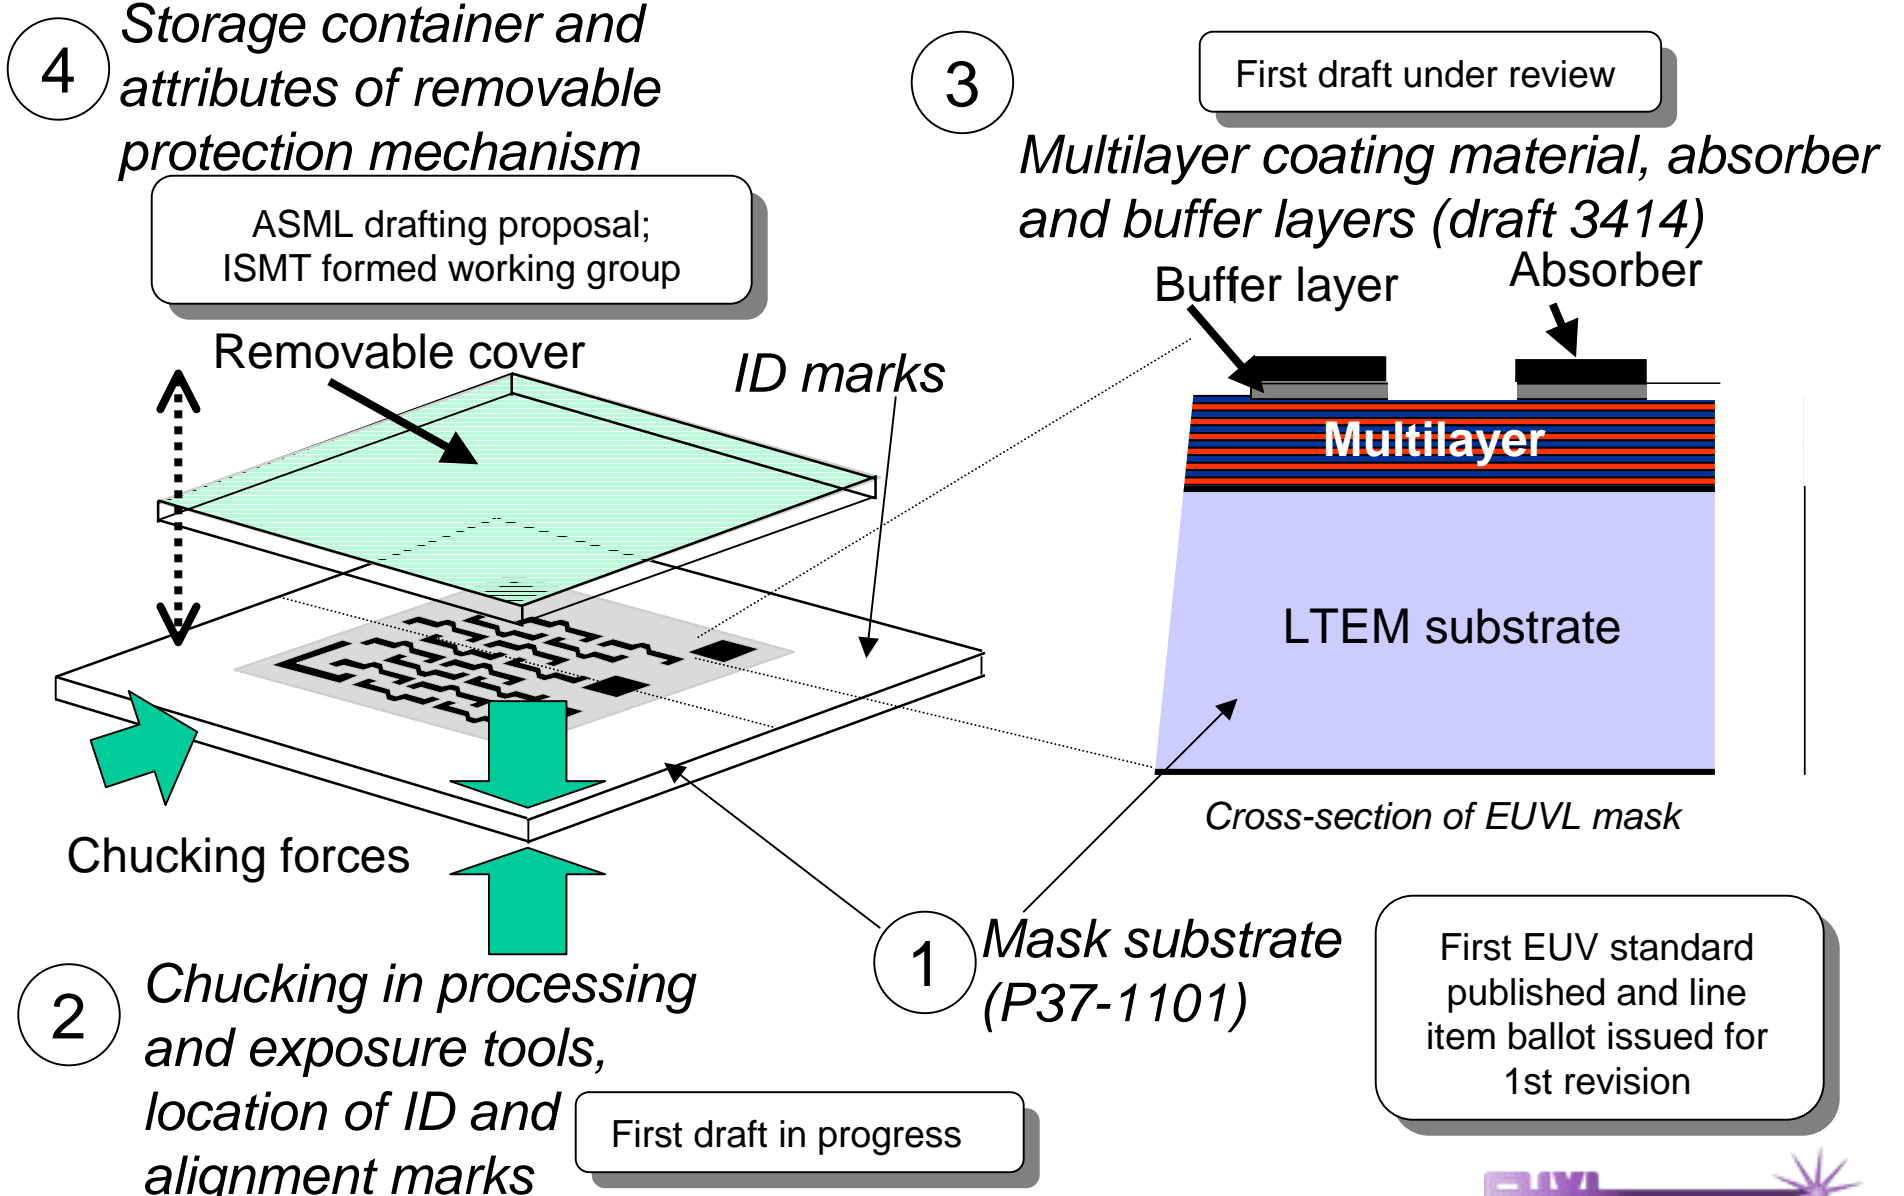 4
Storage container and
attributes of removable
protection mechanism
ASML drafting proposal;
ISMT formed working group
3
First draft under review
Multilayer coating material, absorber
and buffer layers (draft 3414)
Buffer layer
Absorber
Removable cover
ID marks
Multilayer
LTEM substrate
Cross-section of EUVL mask
Chucking forces
1
Mask substrate
(P37-1101)
First EUV standard
published and line
item ballot issued for
1st revision
2
Chucking in processing
and exposure tools,
location of ID and
alignment marks
First draft in progress